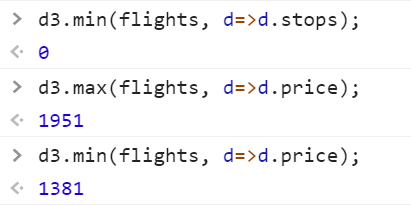 > d3.min(flights, d=>d.stops);
<· 0
> d3.max(flights, d=>d.price);
<· 1951
> d3.min(flights, d=>d.price);
<· 1381